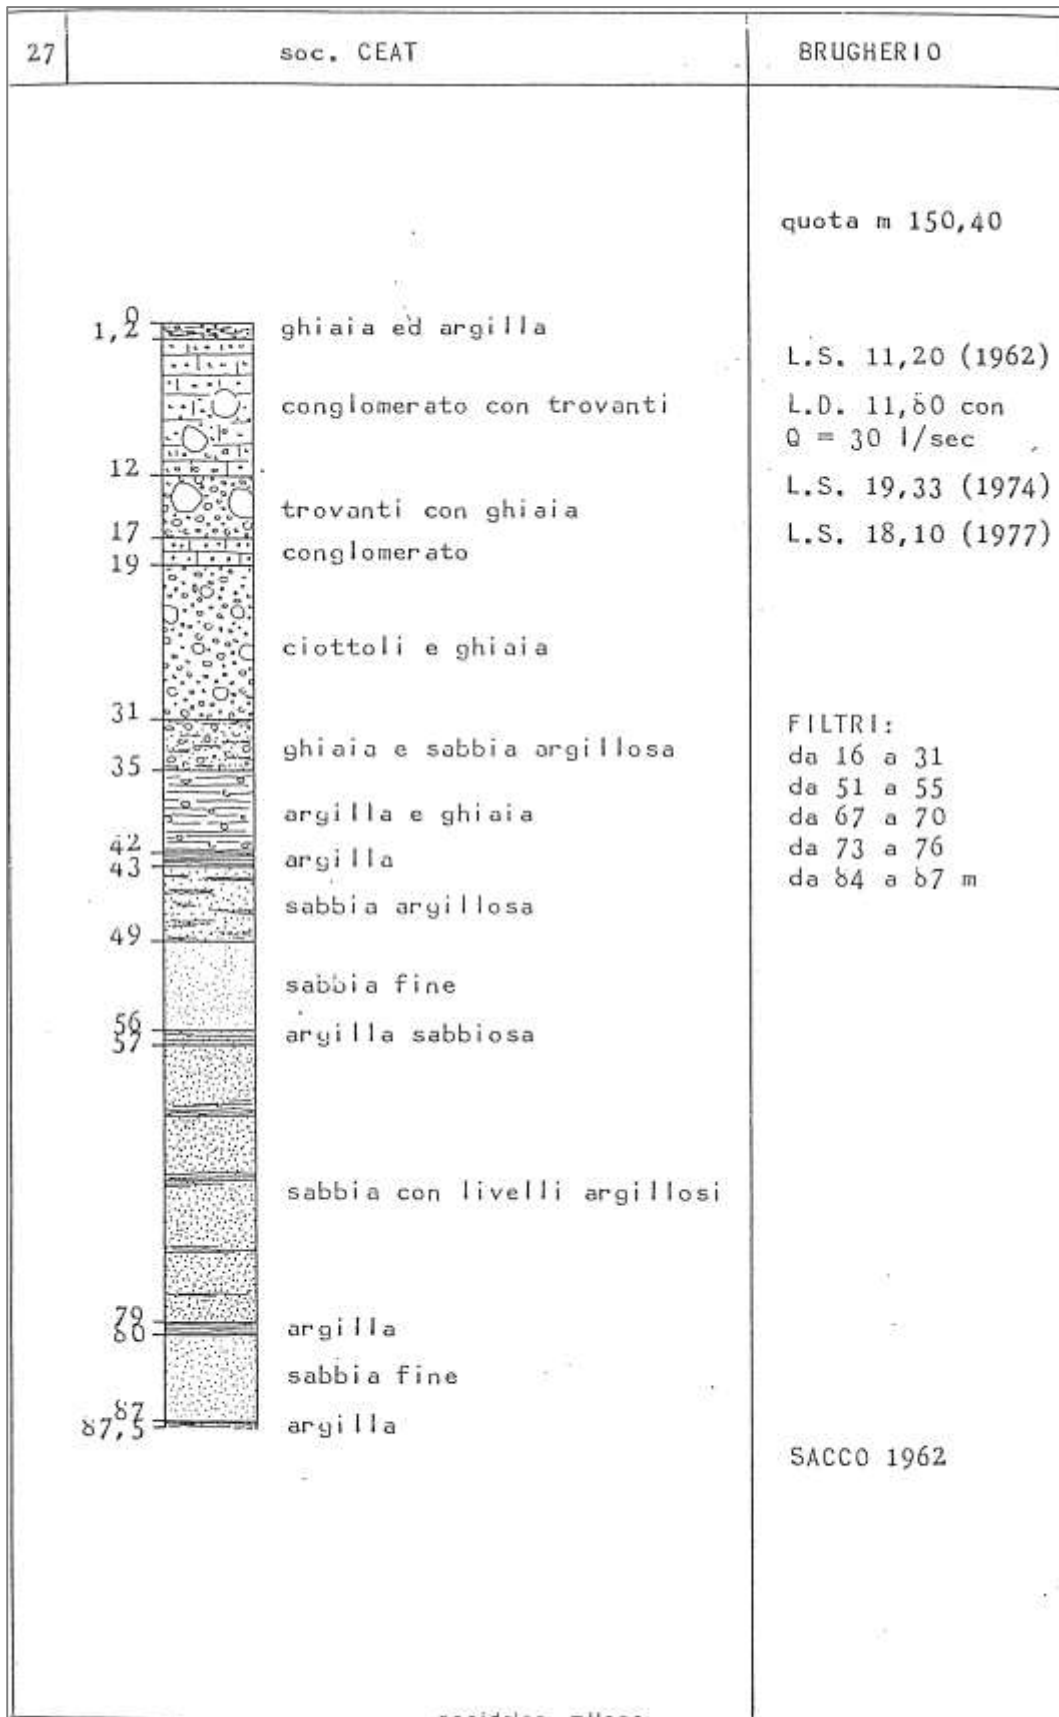 27
soc. CEAT
BRUGHERIO
quota m 150,40
0
1,2
ghiaia ed argilla
L.S. 11,20 (1962)
conglomerato con trovanti
L.D. 11,80 con
Q = 30 l/sec
12
L.S. 19,33 (1974)
trovanti con ghiaia
17
L.S. 18,10 (1977)
conglomerato
19
ciottoli e ghiaia
31
FILTRI:
ghiaia e sabbia argillosa
da 16 a 31
35
da 51 a 55
argilla e ghiaia
da 67 a 70
42
da 73 a 76
argilla
43
da 84 a 87 m
sabbia argillosa
49
sabbia fine
56
argilla sabbiosa
57
sabbia con livelli argillosi
79
argilla
80
sabbia fine
87
87,5
argilla
SACCO 1962